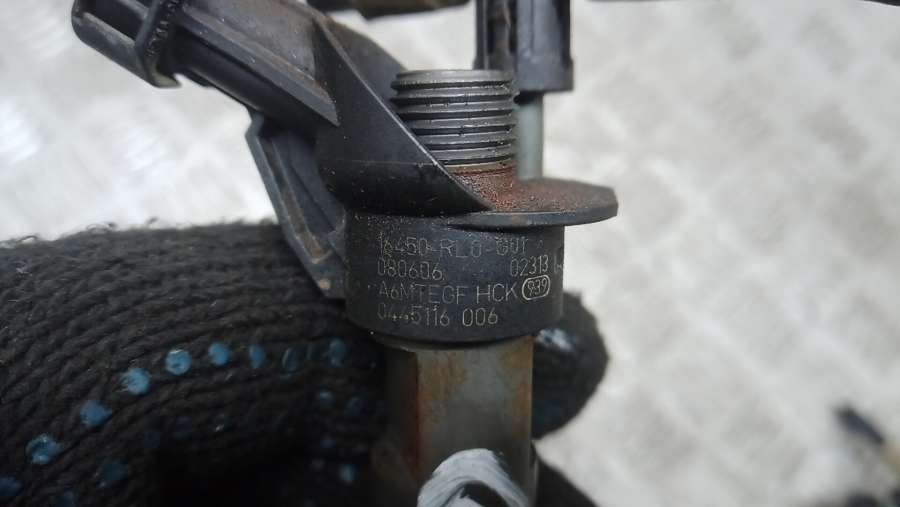 16450-RL0-G01
080606 02313
A6MTEGF HCK 939
0445116 006